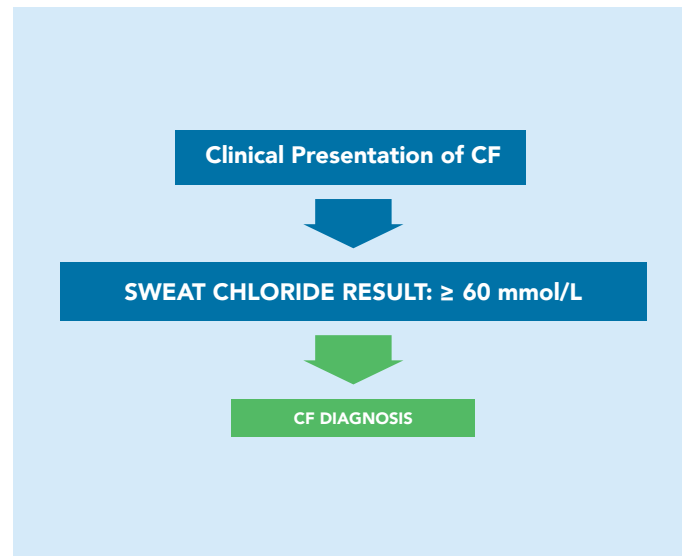 Clinical Presentation of CF
SWEAT CHLORIDE RESULT: ≥ 60 mmol/L
CF DIAGNOSIS